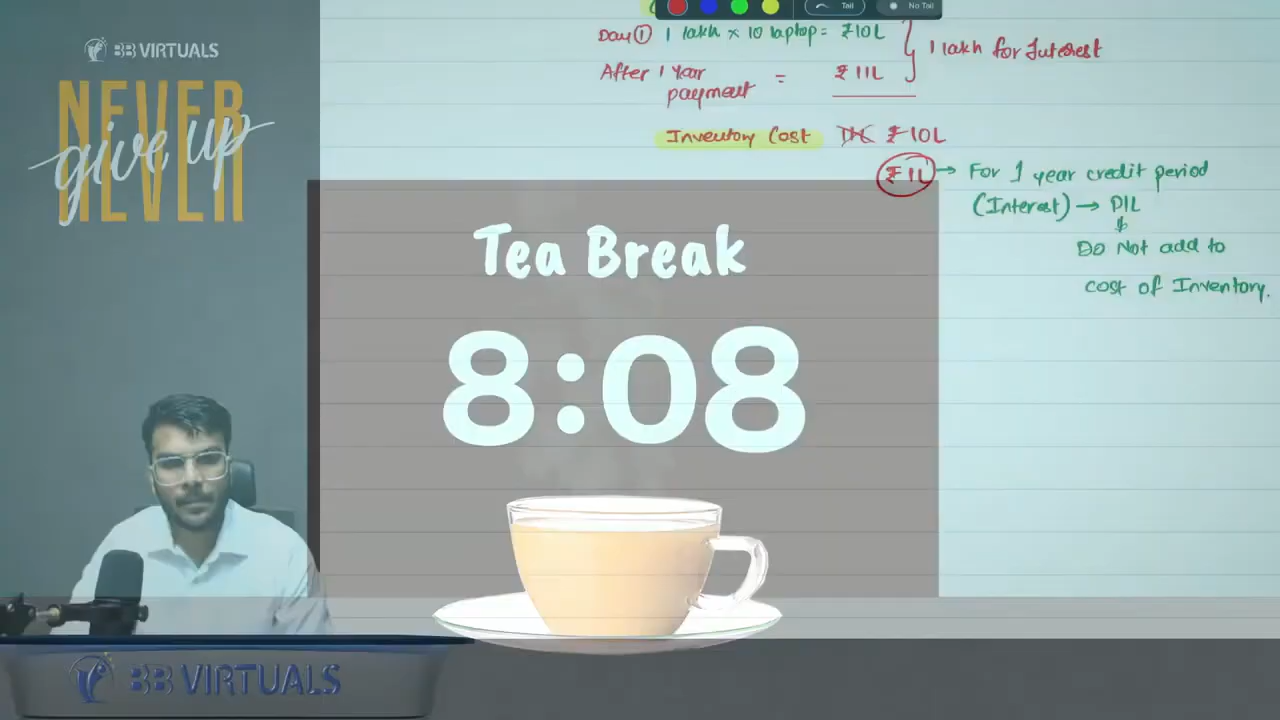 BB VIRTUALS
NEVER
give up
NEVER
Tail
No Tail
Day ① 1 lakh × 10 laptop = ₹10L
1 lakh for Interest
After 1 Year = ₹11L
payment
Inventory Cost ₹10L
₹1L → For 1 year credit period
(Interest) → P/L
Do Not add to
cost of Inventory.
Tea Break
8:08
BB VIRTUALS